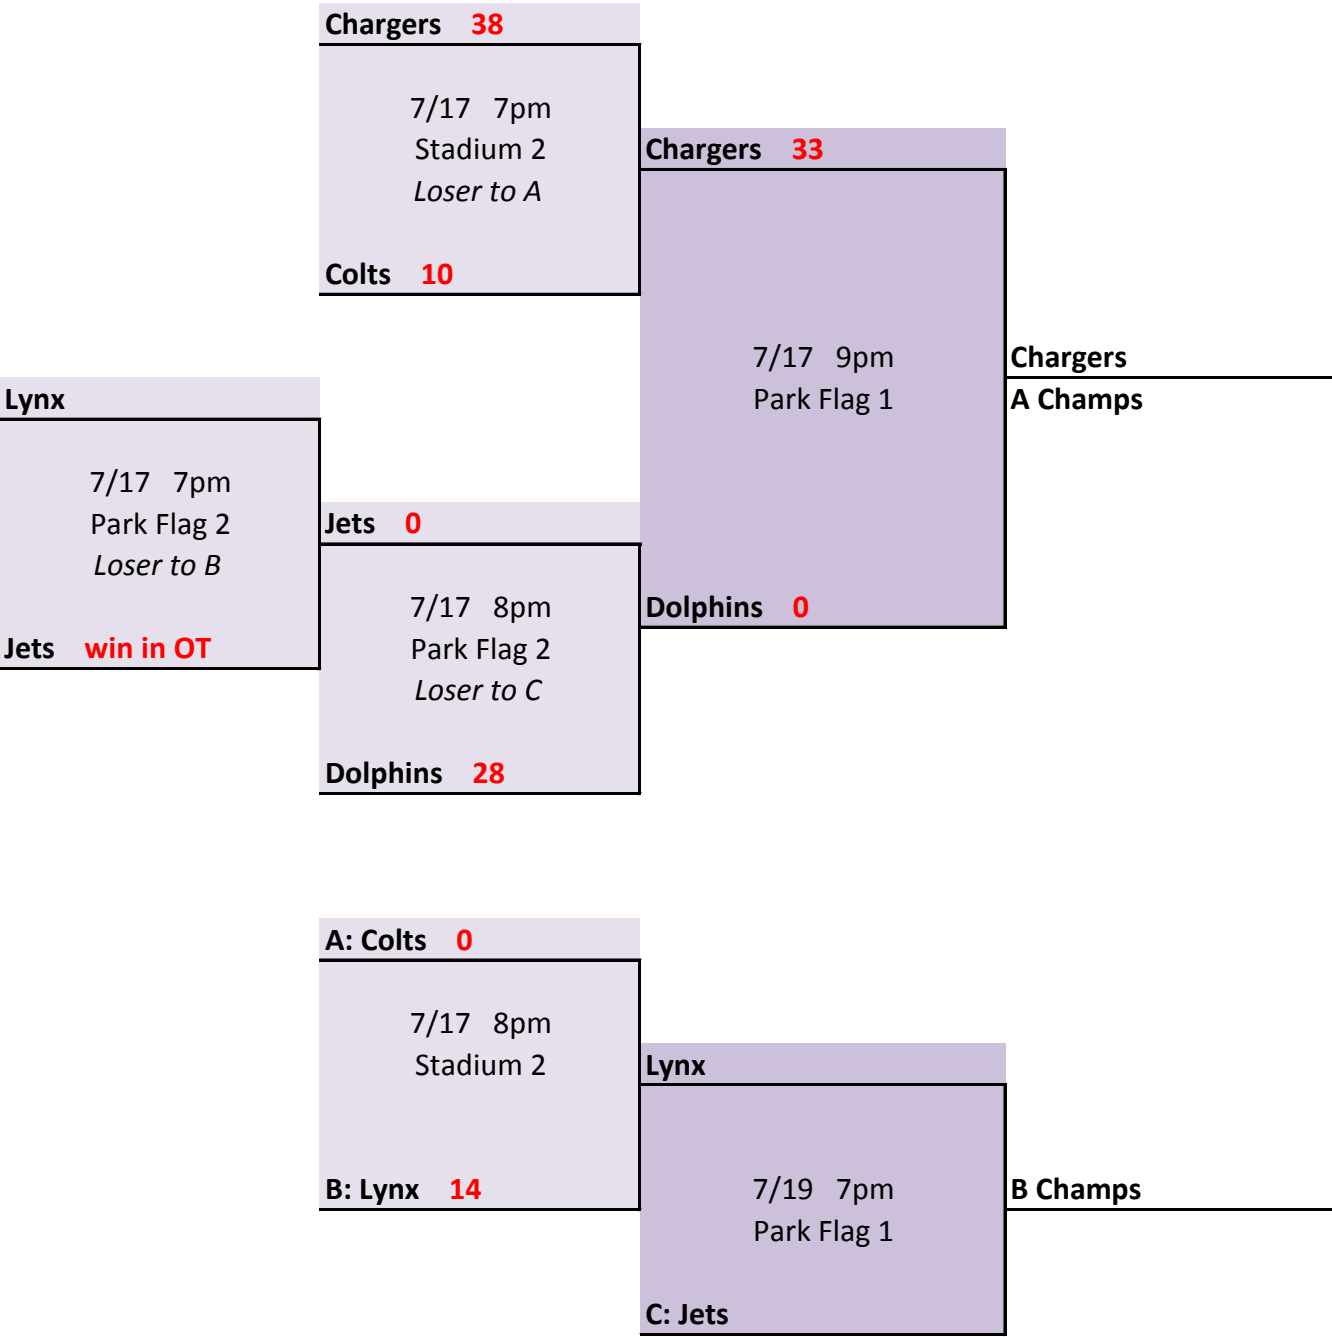 Chargers 38
7/17 7pm
Stadium 2
Loser to A
Colts 10
Chargers 33
7/17 9pm
Park Flag 1
Dolphins 0
Chargers
A Champs
Lynx
7/17 7pm
Park Flag 2
Loser to B
Jets win in OT
Jets 0
7/17 8pm
Park Flag 2
Loser to C
Dolphins 28
A: Colts 0
7/17 8pm
Stadium 2
B: Lynx 14
Lynx
7/19 7pm
Park Flag 1
C: Jets
B Champs